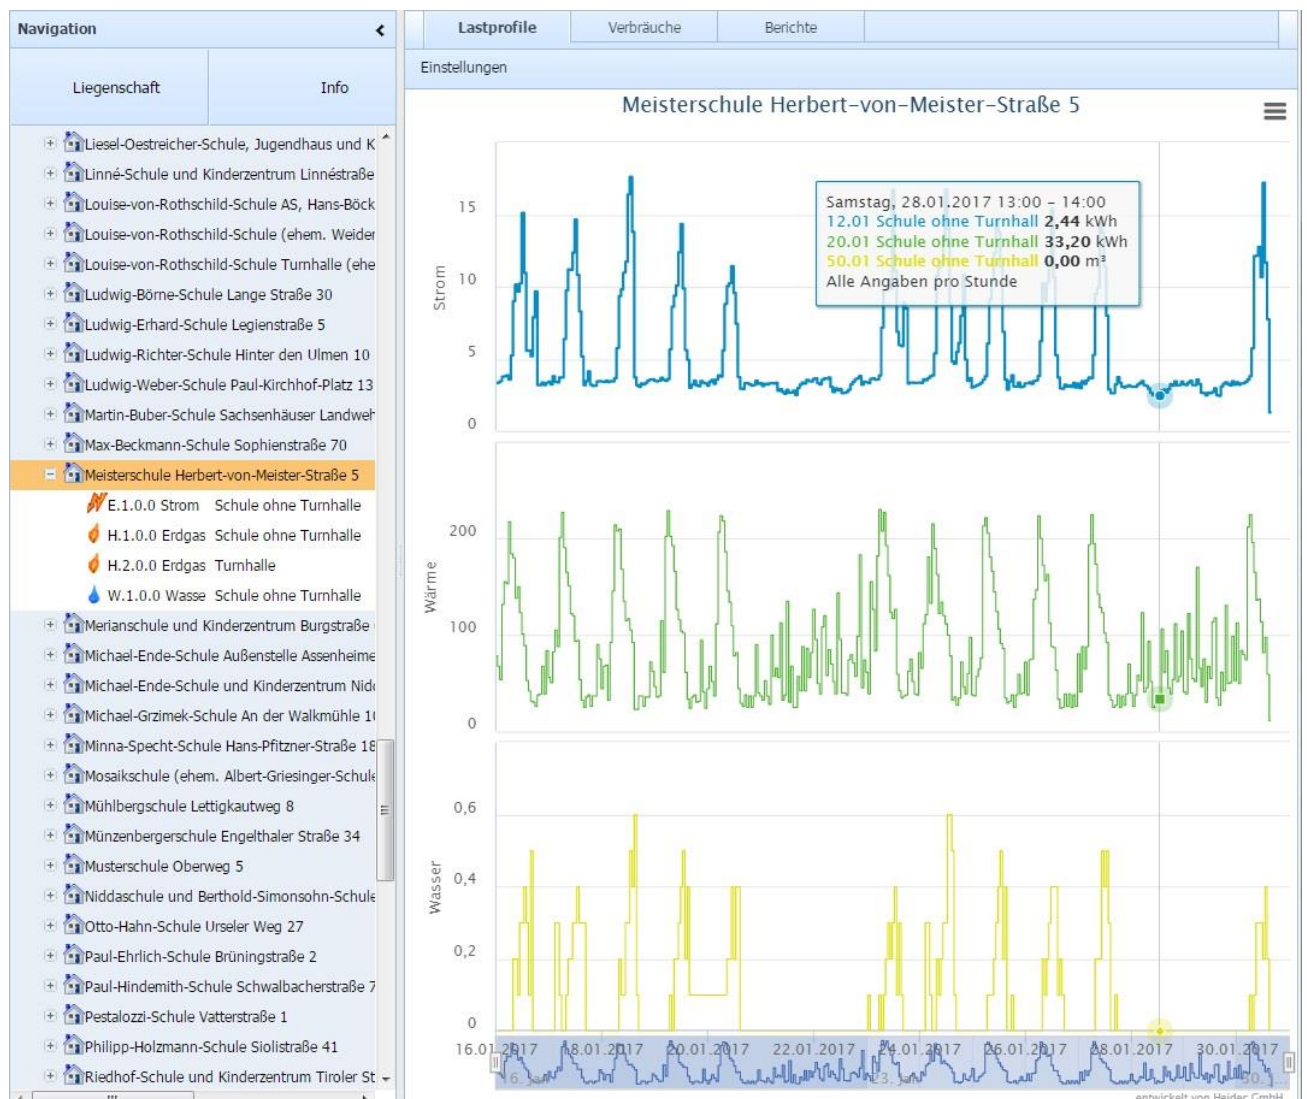 Navigation
Liegenschaft Info
Liesel-Oestreicher-Schule, Jugendhaus und K
Linné-Schule und Kinderzentrum Linnéstraße
Louise-von-Rothschild-Schule AS, Hans-Böck
Louise-von-Rothschild-Schule (ehem. Weider
Louise-von-Rothschild-Schule Turnhalle (ehe
Ludwig-Börne-Schule Lange Straße 30
Ludwig-Erhard-Schule Legienstraße 5
Ludwig-Richter-Schule Hinter den Ulmen 10
Ludwig-Weber-Schule Paul-Kirchhof-Platz 13
Martin-Buber-Schule Sachsenhäuser Landweh
Max-Beckmann-Schule Sophienstraße 70
Meisterschule Herbert-von-Meister-Straße 5
E.1.0.0 Strom Schule ohne Turnhalle
H.1.0.0 Erdgas Schule ohne Turnhalle
H.2.0.0 Erdgas Turnhalle
W.1.0.0 Wasse Schule ohne Turnhalle
Merianschule und Kinderzentrum Burgstraße
Michael-Ende-Schule Außenstelle Assenheime
Michael-Ende-Schule und Kinderzentrum Nidd
Michael-Grzimek-Schule An der Walkmühle 10
Minna-Specht-Schule Hans-Pfitzner-Straße 18
Mosaikschule (ehem. Albert-Griesinger-Schule
Mühlbergschule Lettigkautweg 8
Münzenbergerschule Engelthaler Straße 34
Musterschule Oberweg 5
Niddaschule und Berthold-Simonsohn-Schule
Otto-Hahn-Schule Urseler Weg 27
Paul-Ehrlich-Schule Brüningstraße 2
Paul-Hindemith-Schule Schwalbacherstraße 7
Pestalozzi-Schule Vatterstraße 1
Philipp-Holzmann-Schule Siolistraße 41
Riedhof-Schule und Kinderzentrum Tiroler St
Lastprofile Verbräuche Berichte
Einstellungen
Meisterschule Herbert-von-Meister-Straße 5
Samstag, 28.01.2017 13:00 - 14:00
12.01 Schule ohne Turnhall 2,44 kWh
20.01 Schule ohne Turnhall 33,20 kWh
50.01 Schule ohne Turnhall 0,00 m³
Alle Angaben pro Stunde
Strom
15
10
5
0
Wärme
200
100
0
Wasser
0,6
0,4
0,2
0
16.01.2017 18.01.2017 20.01.2017 22.01.2017 24.01.2017 26.01.2017 28.01.2017 30.01.2017
16. Jan 23. Jan 30. ...
entwickelt von Heider GmbH